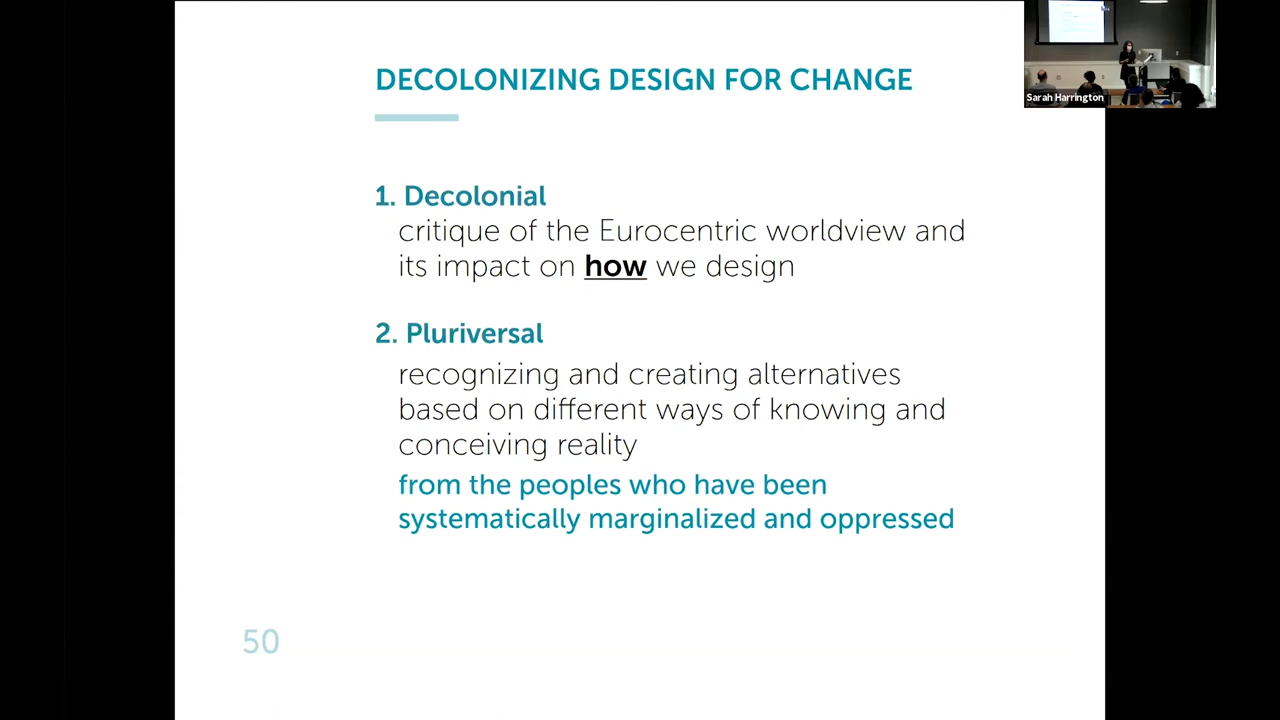 DECOLONIZING DESIGN FOR CHANGE
Sarah Harrington
1. Decolonial
critique of the Eurocentric worldview and
its impact on how we design
2. Pluriversal
recognizing and creating alternatives
based on different ways of knowing and
conceiving reality
from the peoples who have been
systematically marginalized and oppressed
50